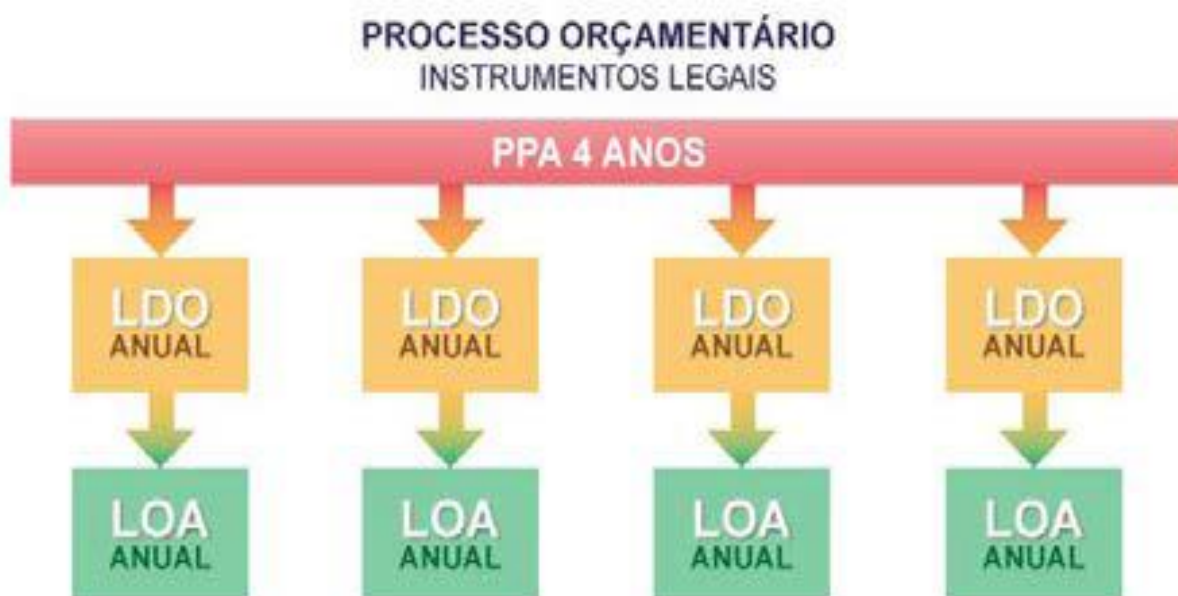 PROCESSO ORÇAMENTÁRIO
INSTRUMENTOS LEGAIS
PPA 4 ANOS
LDO LDO LDO LDO
ANUAL ANUAL ANUAL ANUAL
LOA LOA LOA LOA
ANUAL ANUAL ANUAL ANUAL